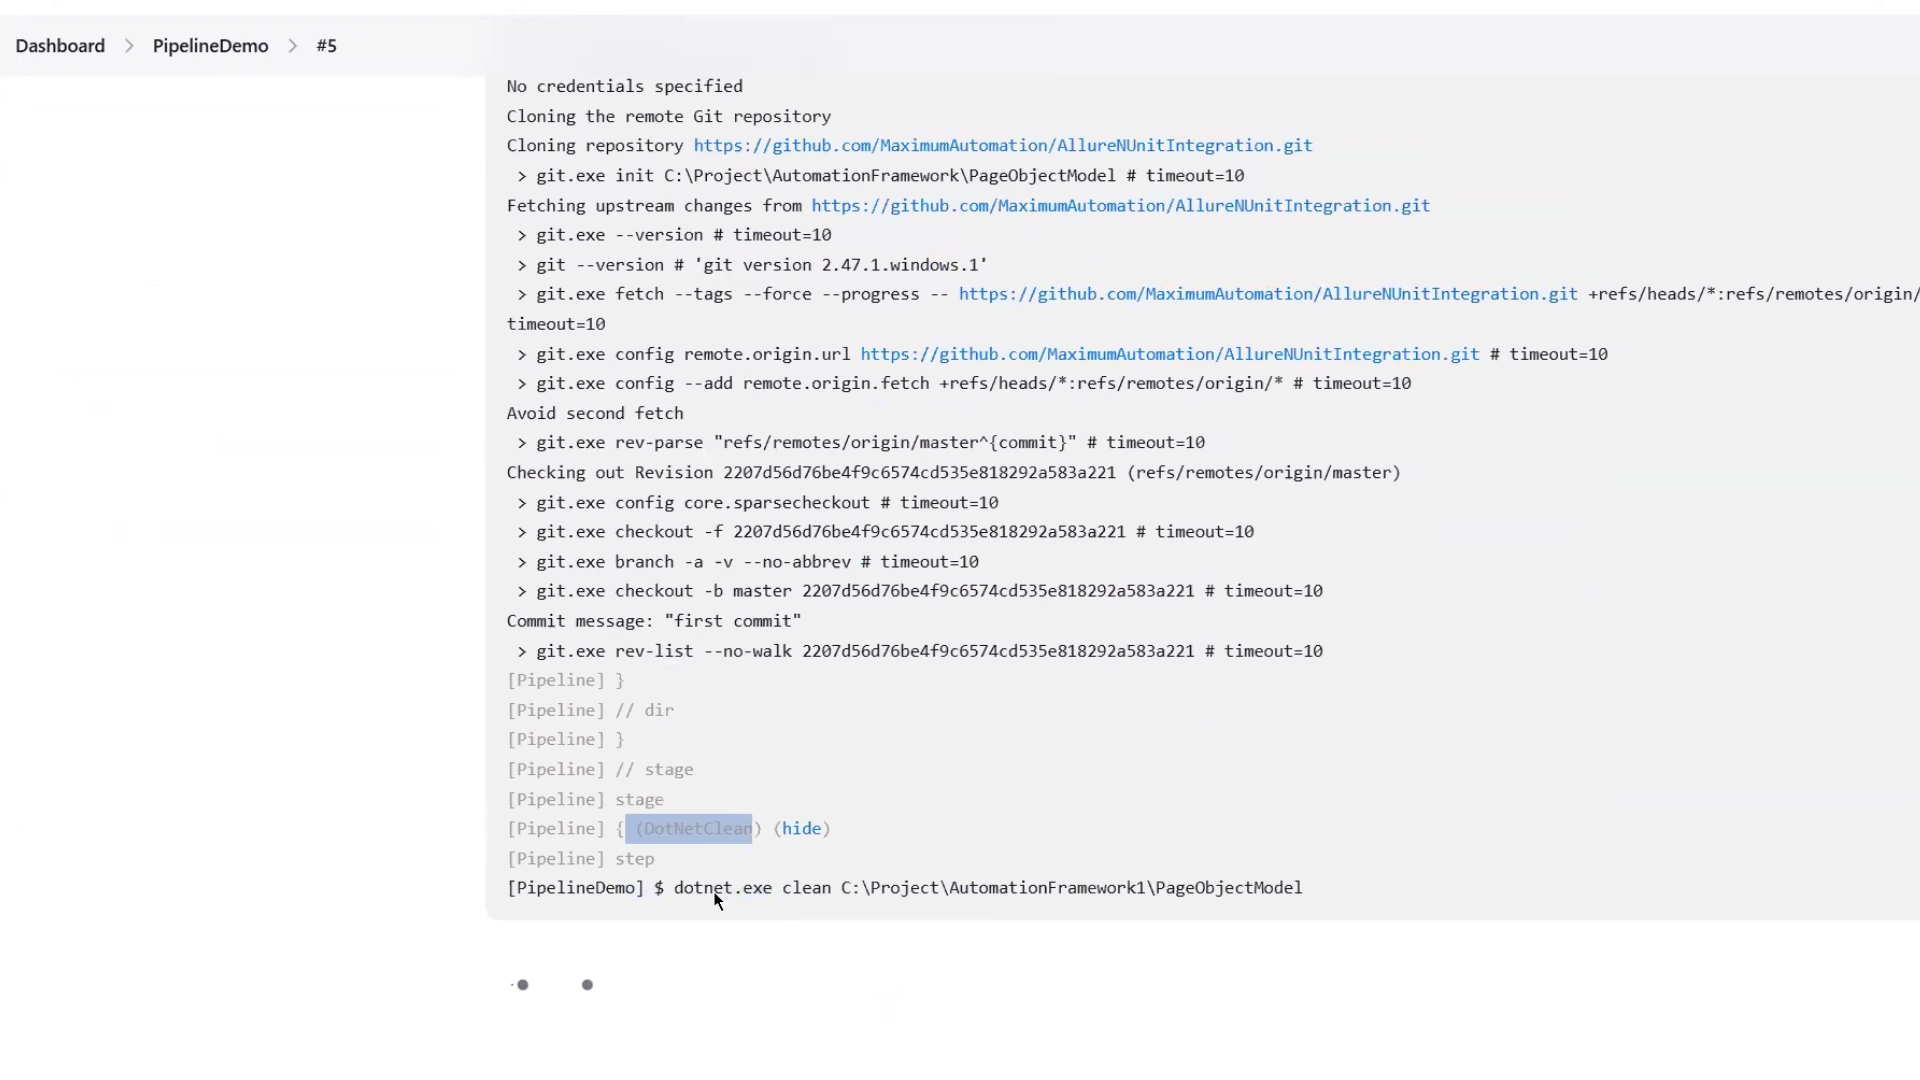 Dashboard > PipelineDemo > #5
No credentials specified
Cloning the remote Git repository
Cloning repository https://github.com/MaximumAutomation/AllureNUnitIntegration.git
> git.exe init C:\Project\AutomationFramework\PageObjectModel # timeout=10
Fetching upstream changes from https://github.com/MaximumAutomation/AllureNUnitIntegration.git
> git.exe --version # timeout=10
> git --version # 'git version 2.47.1.windows.1'
> git.exe fetch --tags --force --progress -- https://github.com/MaximumAutomation/AllureNUnitIntegration.git +refs/heads/*:refs/remotes/origin/
timeout=10
> git.exe config remote.origin.url https://github.com/MaximumAutomation/AllureNUnitIntegration.git # timeout=10
> git.exe config --add remote.origin.fetch +refs/heads/*:refs/remotes/origin/* # timeout=10
Avoid second fetch
> git.exe rev-parse "refs/remotes/origin/master^{commit}" # timeout=10
Checking out Revision 2207d56d76be4f9c6574cd535e818292a583a221 (refs/remotes/origin/master)
> git.exe config core.sparsecheckout # timeout=10
> git.exe checkout -f 2207d56d76be4f9c6574cd535e818292a583a221 # timeout=10
> git.exe branch -a -v --no-abbrev # timeout=10
> git.exe checkout -b master 2207d56d76be4f9c6574cd535e818292a583a221 # timeout=10
Commit message: "first commit"
> git.exe rev-list --no-walk 2207d56d76be4f9c6574cd535e818292a583a221 # timeout=10
[Pipeline] }
[Pipeline] // dir
[Pipeline] }
[Pipeline] // stage
[Pipeline] stage
[Pipeline] { (DotNetClean) (hide)
[Pipeline] step
[PipelineDemo] $ dotnet.exe clean C:\Project\AutomationFramework1\PageObjectModel